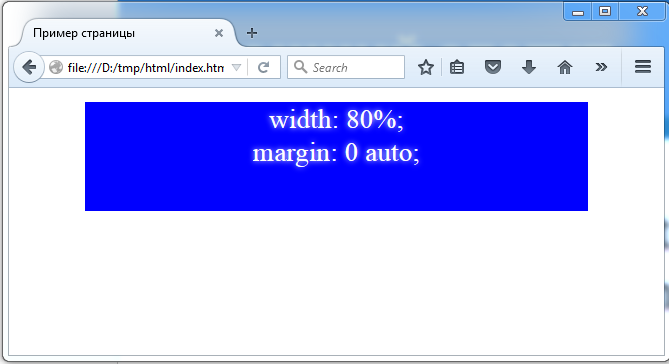 Пример страницы
file:///D:/tmp/html/index.htm
Search
width: 80%;
margin: 0 auto;